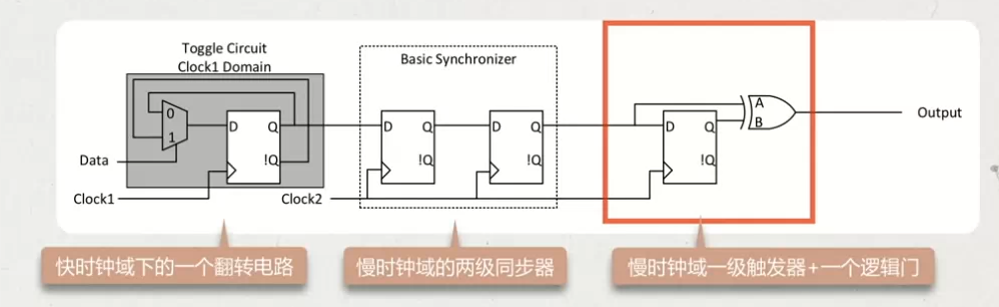 Toggle Circuit
Clock1 Domain
Basic Synchronizer
0
1
D
Q
!Q
D
Q
!Q
D
Q
!Q
D
Q
!Q
A
B
Output
Data
Clock1
Clock2
快时钟域下的一个翻转电路
慢时钟域的两级同步器
慢时钟域一级触发器+一个逻辑门